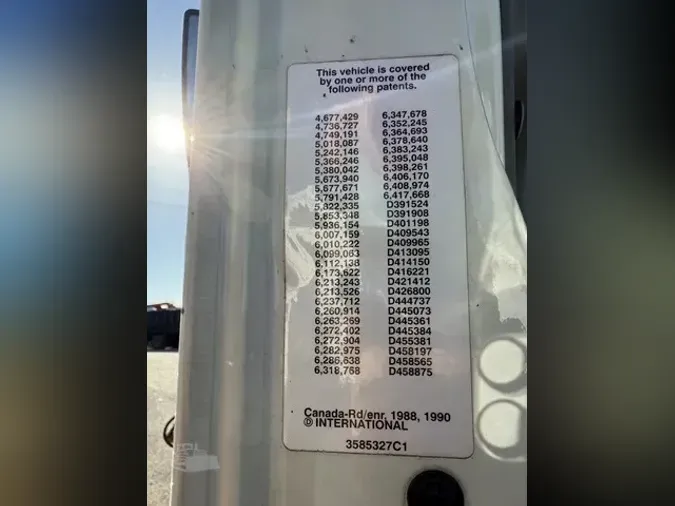 This vehicle is covered
by one or more of the
following patents.
4,677,429 6,347,678
4,736,727 6,352,245
4,749,191 6,364,693
5,018,087 6,378,640
5,242,146 6,383,243
5,366,246 6,395,048
5,380,042 6,398,261
5,673,940 6,406,170
5,677,671 6,408,974
5,791,428 6,417,668
5,822,335 D391524
5,853,348 D391908
5,936,154 D401198
6,007,159 D409543
6,010,222 D409965
6,099,063 D413095
6,112,138 D414150
6,173,622 D416221
6,213,243 D421412
6,213,526 D426800
6,237,712 D444737
6,260,914 D445073
6,263,269 D445361
6,272,402 D445384
6,272,904 D455381
6,282,975 D458197
6,286,638 D458565
6,318,768 D458875
Canada-Rd/enr. 1988, 1990
INTERNATIONAL
3585327C1